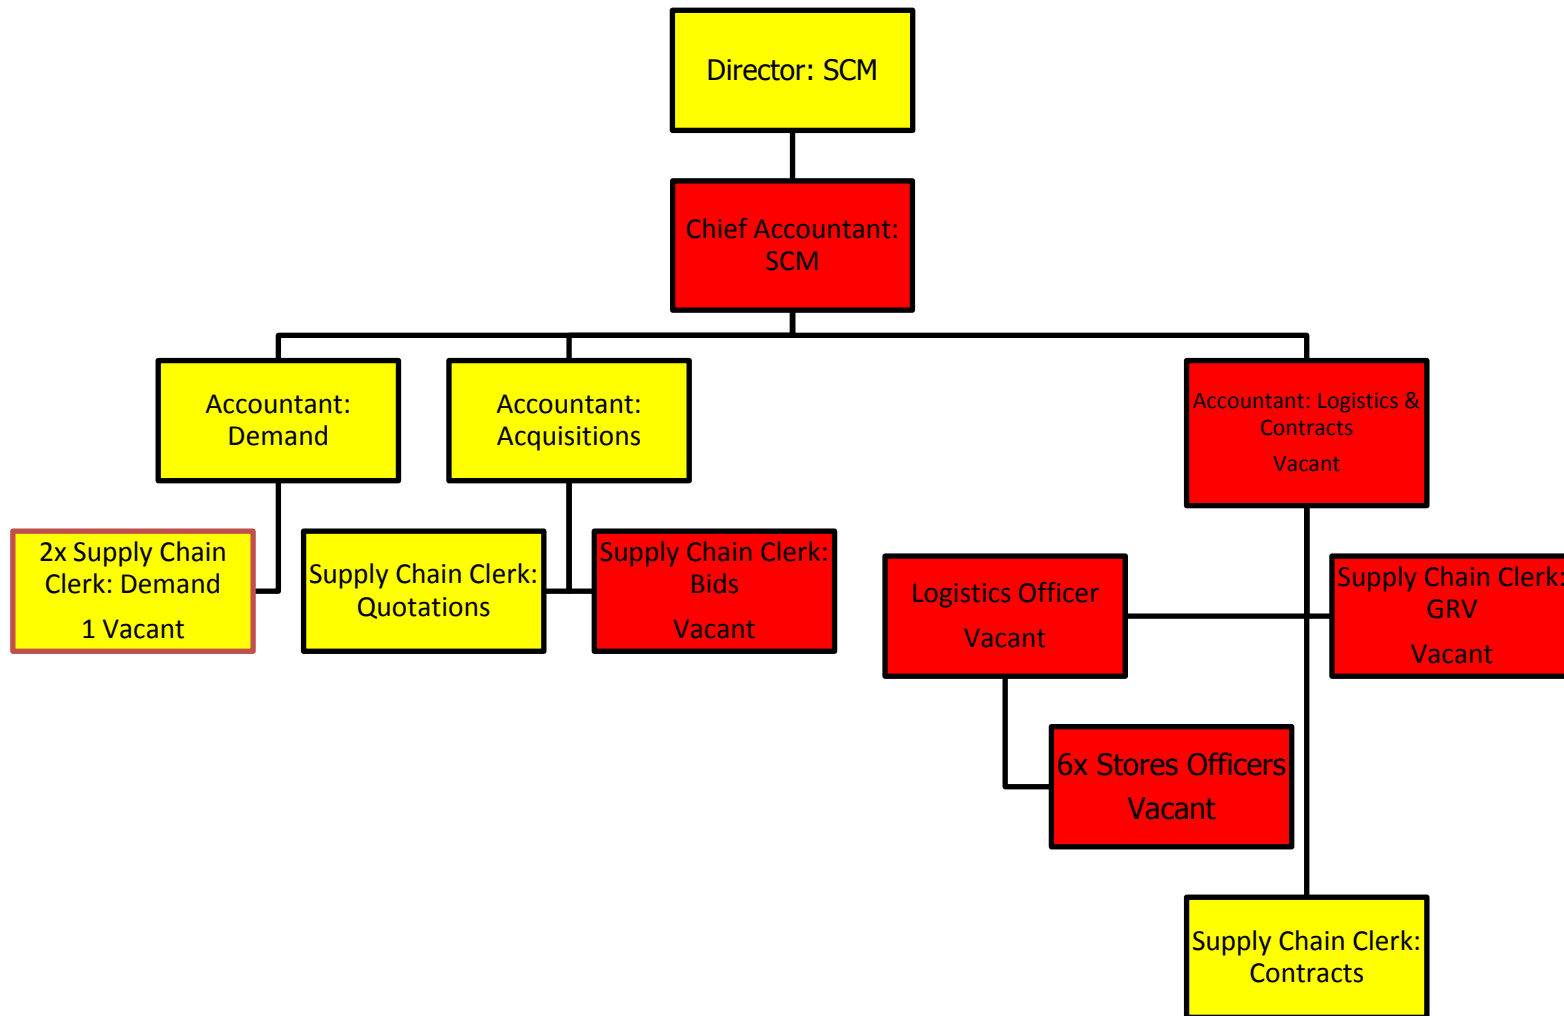 Director: SCM
Chief Accountant:
SCM
Accountant:
Demand
Accountant:
Acquisitions
Accountant: Logistics &
Contracts
Vacant
2x Supply Chain
Clerk: Demand
1 Vacant
Supply Chain Clerk:
Quotations
Supply Chain Clerk:
Bids
Vacant
Logistics Officer
Vacant
Supply Chain Clerk:
GRV
Vacant
6x Stores Officers
Vacant
Supply Chain Clerk:
Contracts